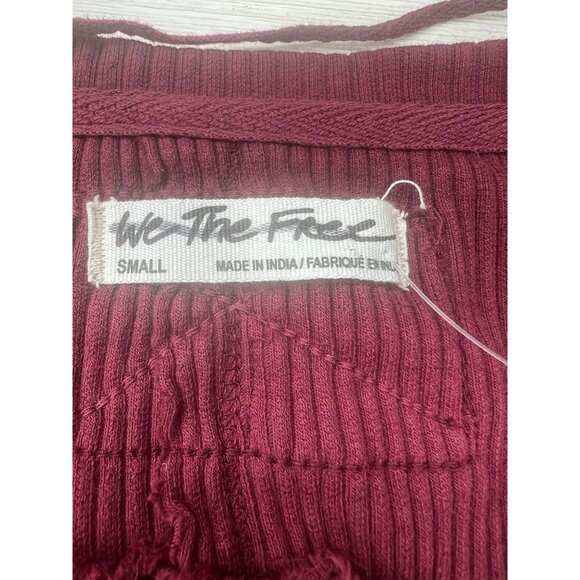 We The Free
SMALL MADE IN INDIA / FABRIQUÉ EN